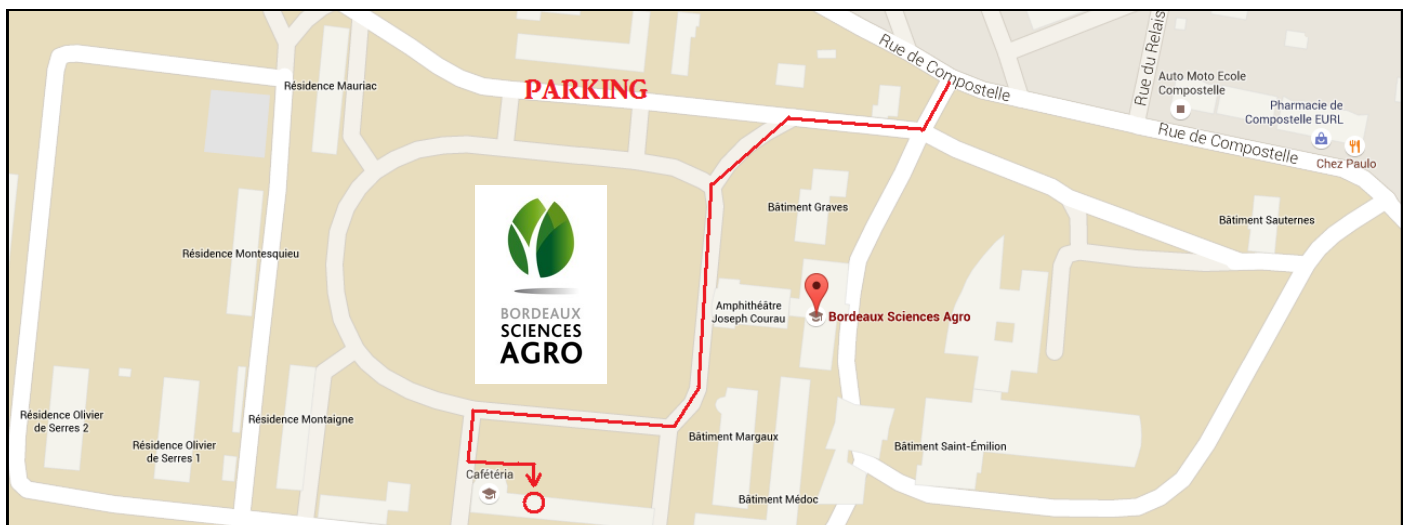 Rue de Compostelle
Rue du Relais
Résidence Mauriac
PARKING
Auto Moto Ecole
Compostelle
Pharmacie de
Compostelle EURL
Rue de Compostelle
Chez Paulo
Bâtiment Graves
Bâtiment Sauternes
Résidence Montesquieu
Amphithéâtre
Joseph Courau
Bordeaux Sciences Agro
BORDEAUX
SCIENCES
AGRO
Résidence Olivier
de Serres 2
Résidence Montaigne
Résidence Olivier
de Serres 1
Bâtiment Margaux
Bâtiment Saint-Émilion
Cafétéria
Bâtiment Médoc